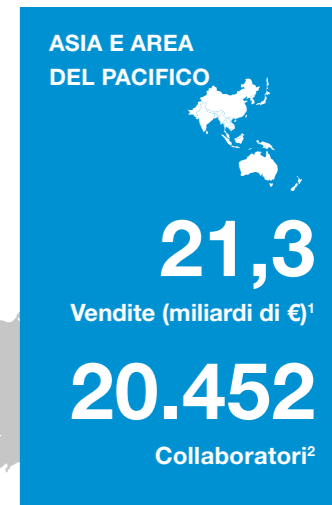 ASIA E AREA
DEL PACIFICO
21,3
Vendite (miliardi di €)¹
20.452
Collaboratori²